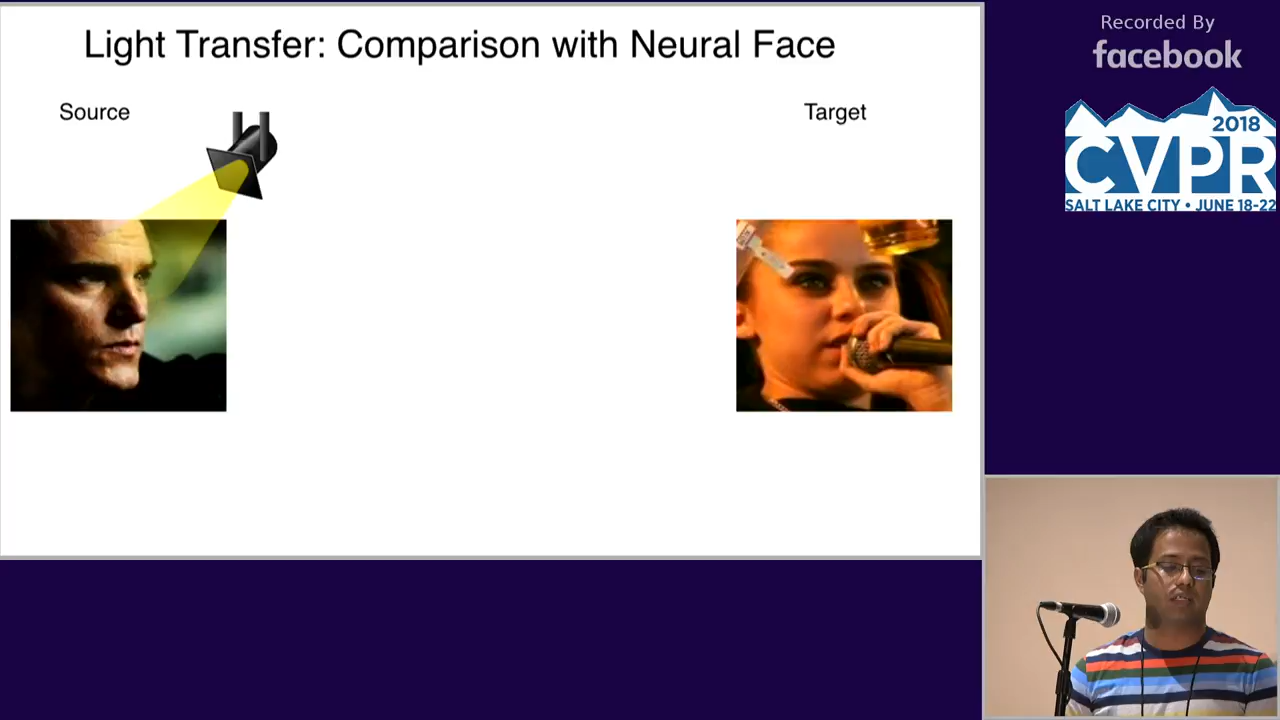 Light Transfer: Comparison with Neural Face
Source
Target
Recorded By
facebook
2018
CVPR
SALT LAKE CITY • JUNE 18-22